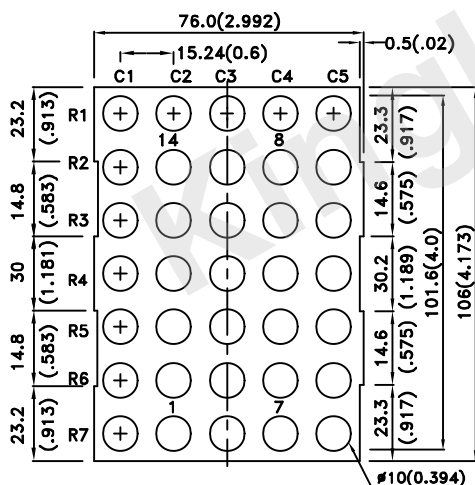 76.0(2.992)
15.24(0.6)
0.5(.02)
C1 C2 C3 C4 C5
R1
R2
R3
R4
R5
R6
R7
14 8
1 7
23.2 (.913)
14.8 (.583)
30 (1.181)
14.8 (.583)
23.2 (.913)
23.3 (.917)
14.6 (.575)
30.2 (1.189)
14.6 (.575)
23.3 (.917)
101.6(4.0)
106(4.173)
ø10(0.394)